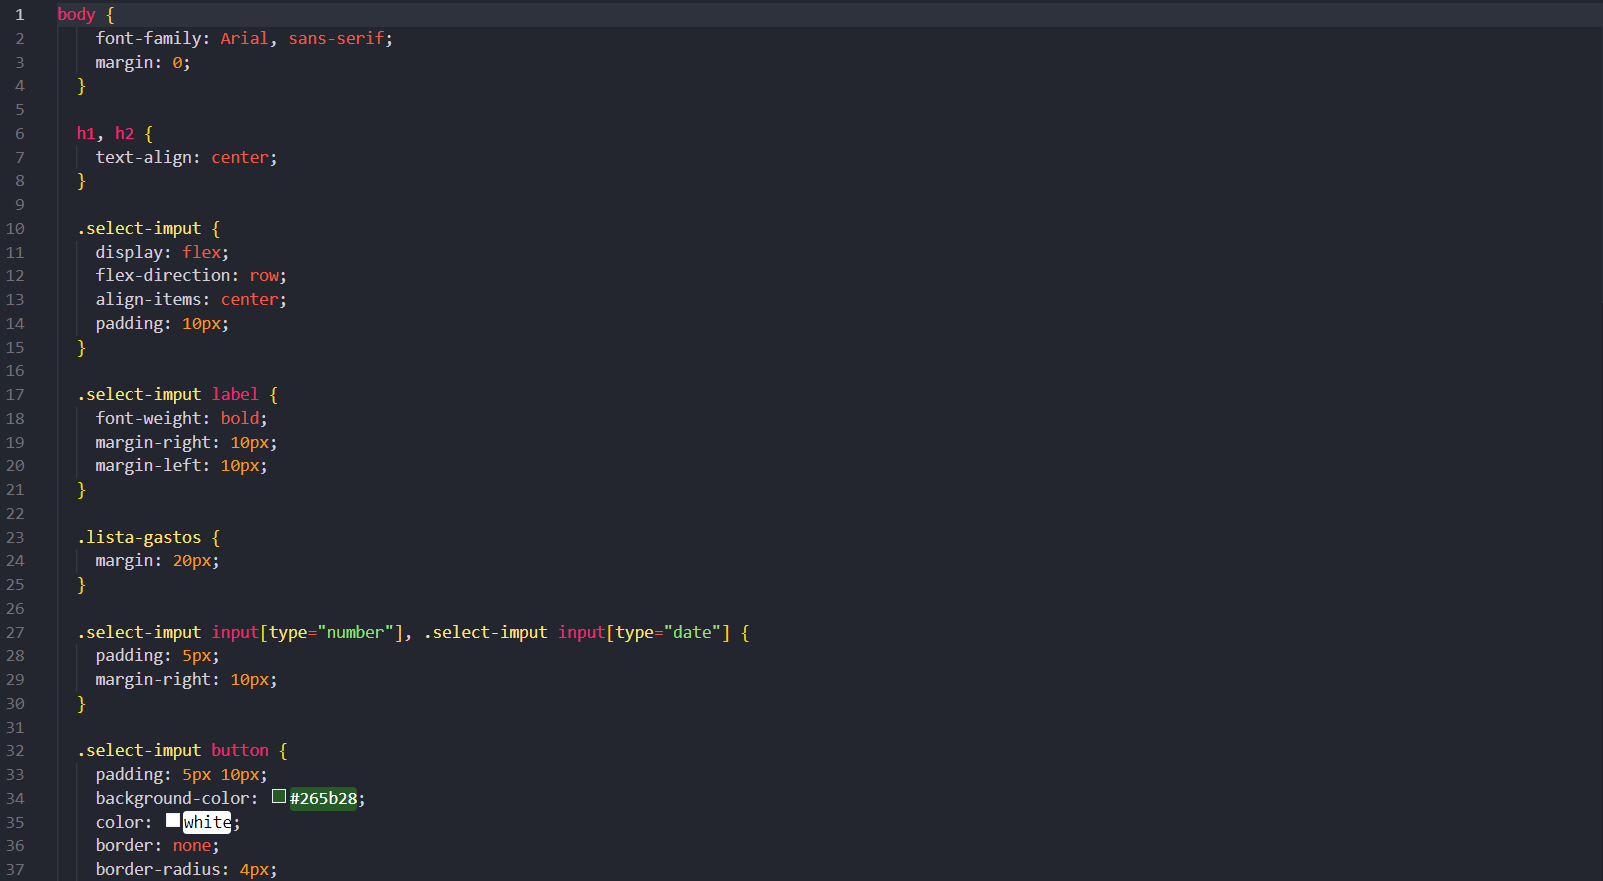 1 body {
2 font-family: Arial, sans-serif;
3 margin: 0;
4 }
5
6 h1, h2 {
7 text-align: center;
8 }
9
10 .select-imput {
11 display: flex;
12 flex-direction: row;
13 align-items: center;
14 padding: 10px;
15 }
16
17 .select-imput label {
18 font-weight: bold;
19 margin-right: 10px;
20 margin-left: 10px;
21 }
22
23 .lista-gastos {
24 margin: 20px;
25 }
26
27 .select-imput input[type="number"], .select-imput input[type="date"] {
28 padding: 5px;
29 margin-right: 10px;
30 }
31
32 .select-imput button {
33 padding: 5px 10px;
34 background-color: #265b28;
35 color: white;
36 border: none;
37 border-radius: 4px;